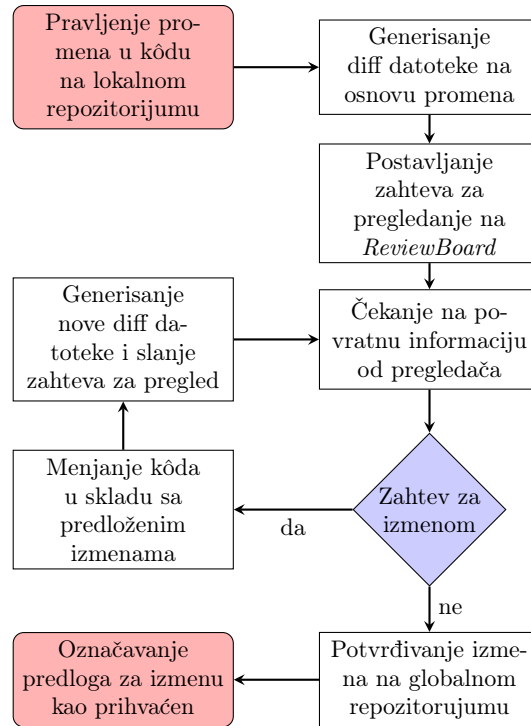 Pravljenje pro-
mena u kôdu
na lokalnom
repozitorijumu
Generisanje
diff datoteke na
osnovu promena
Postavljanje
zahteva za
pregledanje na
ReviewBoard
Generisanje
nove diff da-
toteke i slanje
zahteva za pregled
Čekanje na po-
vratnu informaciju
od pregledača
Menjanje kôda
u skladu sa
predloženim
izmenama
da
Zahtev za
izmenom
ne
Označavanje
predloga za izmenu
kao prihvaćen
Potvrđivanje izme-
na na globalnom
repozitorujumu